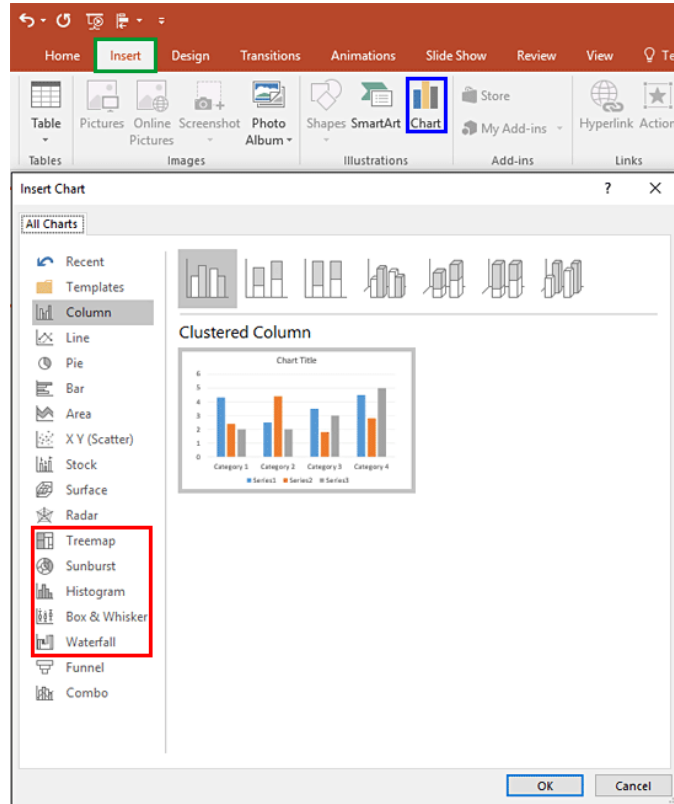 Home Insert Design Transitions Animations Slide Show Review View Te
Table Pictures Online Pictures Screenshot Photo Album Shapes SmartArt Chart Store My Add-ins Hyperlink Action
Tables Images Illustrations Add-ins Links
Insert Chart ?
All Charts
Recent
Templates
Column
Line
Pie
Bar
Area
X Y (Scatter)
Stock
Surface
Radar
Treemap
Sunburst
Histogram
Box & Whisker
Waterfall
Funnel
Combo
Clustered Column
Chart Title
6
5
4
3
2
1
0
Category 1 Category 2 Category 3 Category 4
Series1 Series2 Series3
OK Cancel